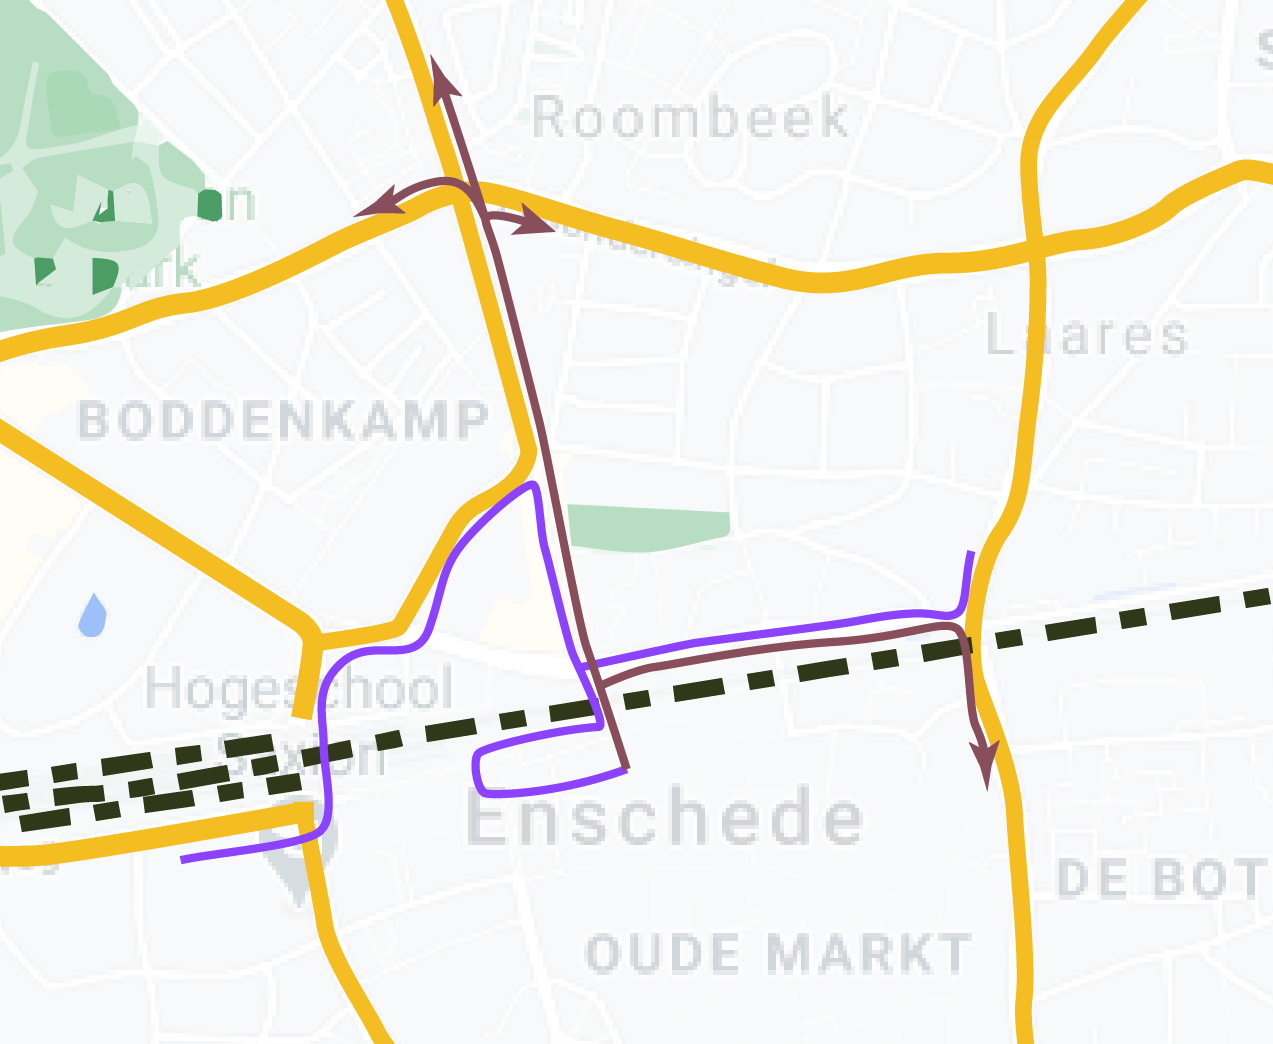 Roombeek
Laares
BODDENKAMP
Hogeschool
Saxion
Enschede
DE BOT
OUDE MARKT